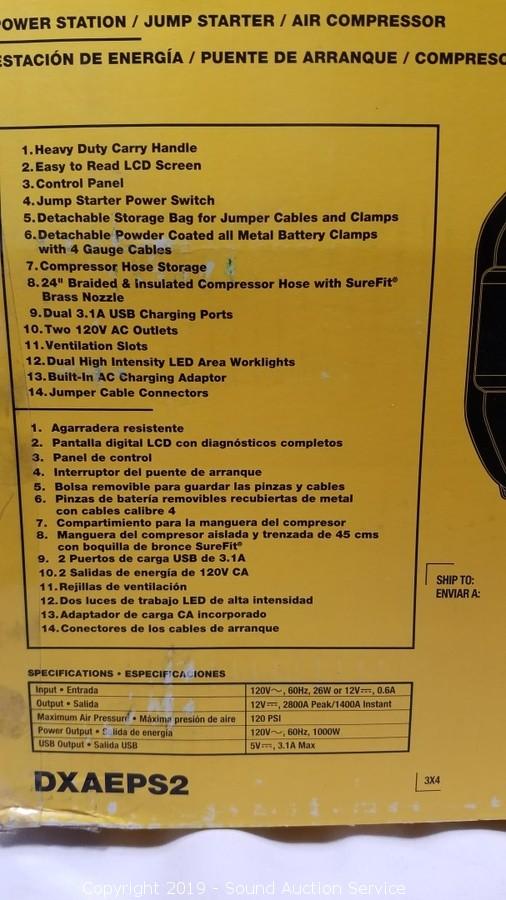 POWER STATION / JUMP STARTER / AIR COMPRESSOR
ESTACIÓN DE ENERGÍA / PUENTE DE ARRANQUE / COMPRESO
1. Heavy Duty Carry Handle
2. Easy to Read LCD Screen
3. Control Panel
4. Jump Starter Power Switch
5. Detachable Storage Bag for Jumper Cables and Clamps
6. Detachable Powder Coated all Metal Battery Clamps
with 4 Gauge Cables
7. Compressor Hose Storage
8. 24" Braided & Insulated Compressor Hose with SureFit®
Brass Nozzle
9. Dual 3.1A USB Charging Ports
10. Two 120V AC Outlets
11. Ventilation Slots
12. Dual High Intensity LED Area Worklights
13. Built-In AC Charging Adaptor
14. Jumper Cable Connectors
1. Agarradera resistente
2. Pantalla digital LCD con diagnósticos completos
3. Panel de control
4. Interruptor del puente de arranque
5. Bolsa removible para guardar las pinzas y cables
6. Pinzas de batería removibles recubiertas de metal
con cables calibre 4
7. Compartimiento para la manguera del compresor
8. Manguera del compresor aislada y trenzada de 45 cms
con boquilla de bronce SureFit®
9. 2 Puertos de carga USB de 3.1A
10. 2 Salidas de energía de 120V CA
11. Rejillas de ventilación
12. Dos luces de trabajo LED de alta intensidad
13. Adaptador de carga CA incorporado
14. Conectores de los cables de arranque
SHIP TO:
ENVIAR A:
SPECIFICATIONS • ESPECIFICACIONES
Input • Entrada 120V~, 60Hz, 26W or 12V⎓, 0.6A
Output • Salida 12V⎓, 2800A Peak/1400A Instant
Maximum Air Pressure • Máxima presión de aire 120 PSI
Power Output • Salida de energía 120V~, 60Hz, 1000W
USB Output • Salida USB 5V⎓, 3.1A Max
DXAEPS2
3X4
Copyright 2019 - Sound Auction Service